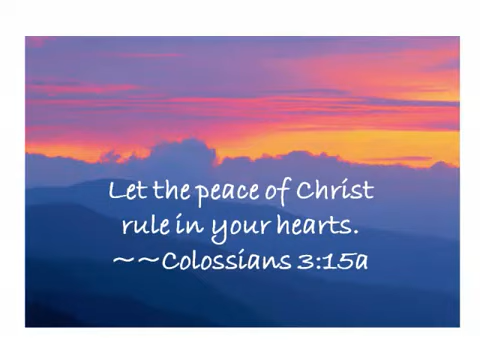 Let the peace of Christ
rule in your hearts.
~~Colossians 3:15a